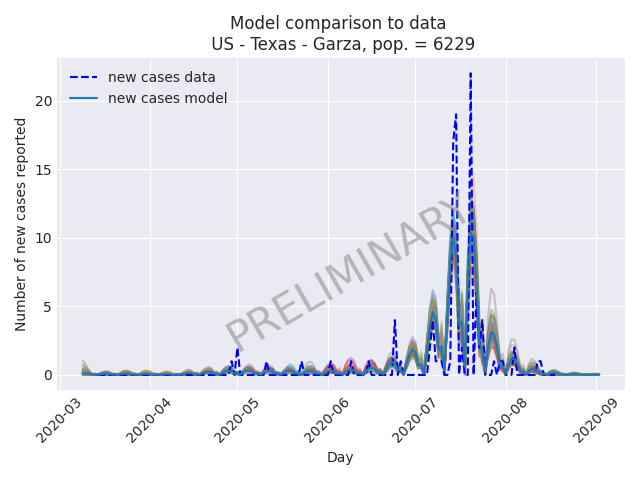 Model comparison to data
US - Texas - Garza, pop. = 6229
new cases data
new cases model
Number of new cases reported
20
15
10
5
0
PRELIMINARY
2020-03
2020-04
2020-05
2020-06
2020-07
2020-08
2020-09
Day